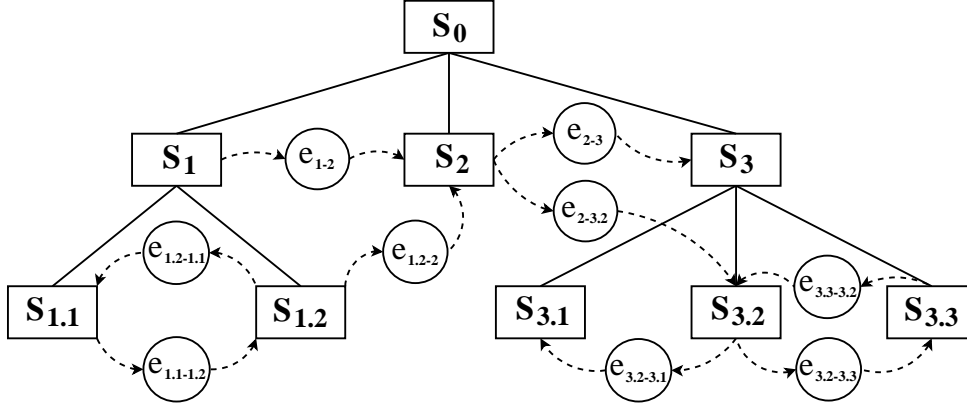 S0
e2-3
S1
e1-2
S2
S3
e2-3.2
e1.2-1.1
e1.2-2
e3.3-3.2
S1.1
S1.2
S3.1
S3.2
S3.3
e1.1-1.2
e3.2-3.1
e3.2-3.3